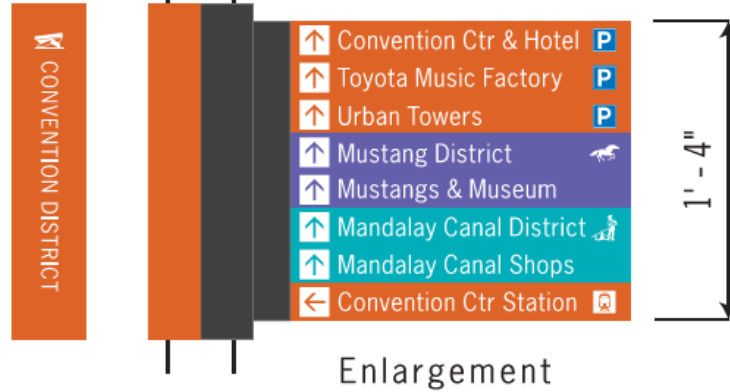 CONVENTION DISTRICT
Convention Ctr & Hotel P
Toyota Music Factory P
Urban Towers P
Mustang District
Mustangs & Museum
Mandalay Canal District
Mandalay Canal Shops
Convention Ctr Station
1' - 4"
Enlargement